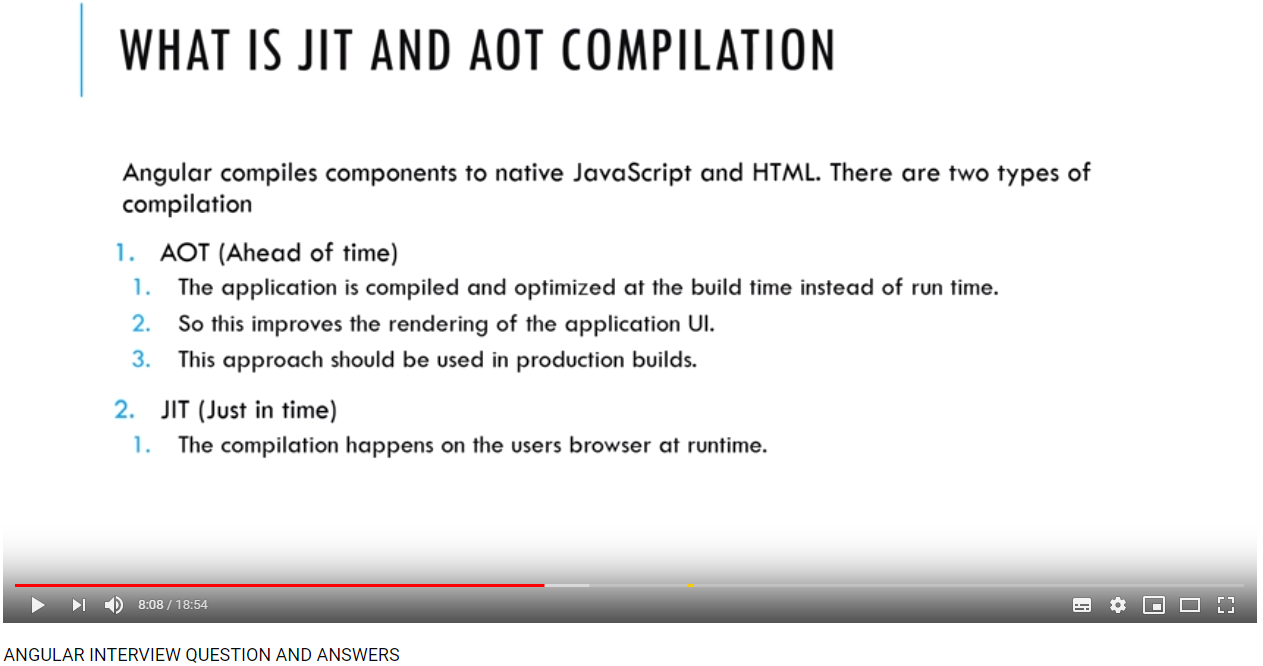 WHAT IS JIT AND AOT COMPILATION
Angular compiles components to native JavaScript and HTML. There are two types of
compilation
1. AOT (Ahead of time)
1. The application is compiled and optimized at the build time instead of run time.
2. So this improves the rendering of the application UI.
3. This approach should be used in production builds.
2. JIT (Just in time)
1. The compilation happens on the users browser at runtime.
8:08 / 18:54
ANGULAR INTERVIEW QUESTION AND ANSWERS